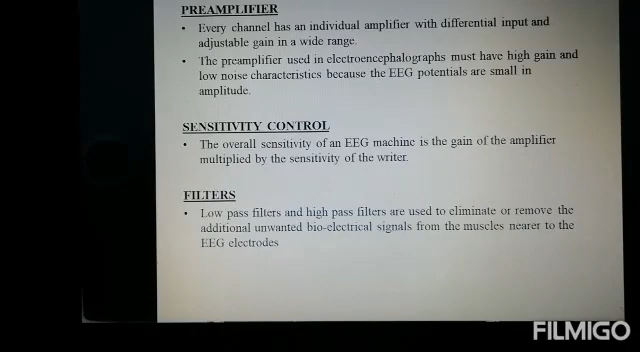 PREAMPLIFIER
• Every channel has an individual amplifier with differential input and
adjustable gain in a wide range.
• The preamplifier used in electroencephalographs must have high gain and
low noise characteristics because the EEG potentials are small in
amplitude.
SENSITIVITY CONTROL
• The overall sensitivity of an EEG machine is the gain of the amplifier
multiplied by the sensitivity of the writer.
FILTERS
• Low pass filters and high pass filters are used to eliminate or remove the
additional unwanted bio-electrical signals from the muscles nearer to the
EEG electrodes
FILMIGO